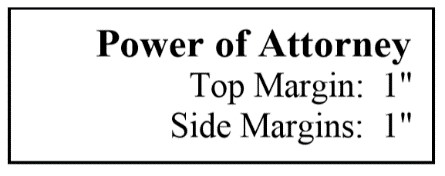 Power of Attorney
Top Margin:  1"
Side Margins:  1"